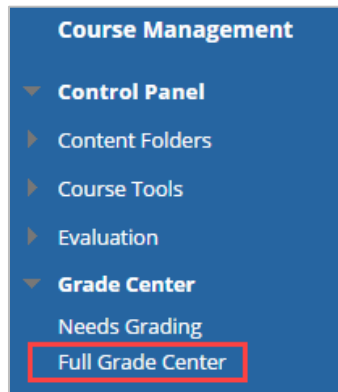 Course Management
Control Panel
Content Folders
Course Tools
Evaluation
Grade Center
Needs Grading
Full Grade Center